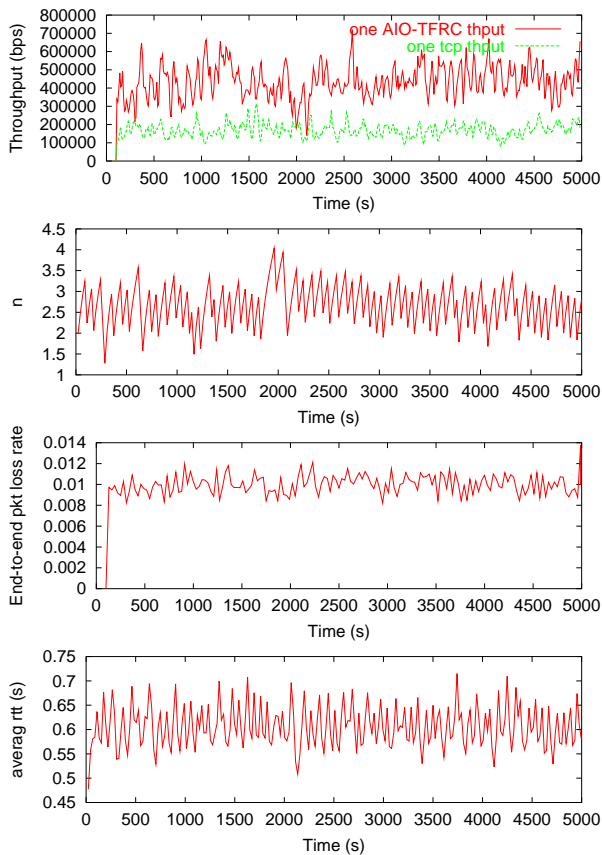 800000
700000
600000
500000
400000
300000
200000
100000
0
Throughput (bps)
one AIO-TFRC thput
one tcp thput
0 500 1000 1500 2000 2500 3000 3500 4000 4500 5000
Time (s)
4.5
4
3.5
3
2.5
2
1.5
1
n
0 500 1000 1500 2000 2500 3000 3500 4000 4500 5000
Time (s)
0.014
0.012
0.010
0.008
0.006
0.004
0.002
0
End-to-end pkt loss rate
0 500 1000 1500 2000 2500 3000 3500 4000 4500 5000
Time (s)
0.75
0.7
0.65
0.6
0.55
0.5
0.45
averag rtt (s)
0 500 1000 1500 2000 2500 3000 3500 4000 4500 5000
Time (s)